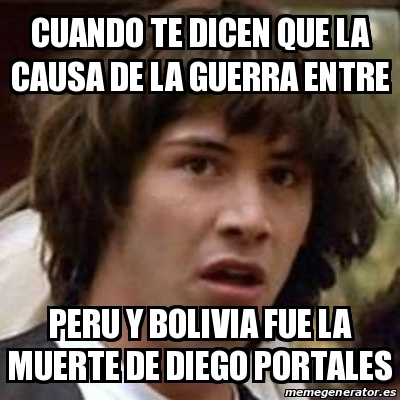 CUANDO TE DICEN QUE LA
CAUSA DE LA GUERRA ENTRE
PERU Y BOLIVIA FUE LA
MUERTE DE DIEGO PORTALES
memegenerator.es